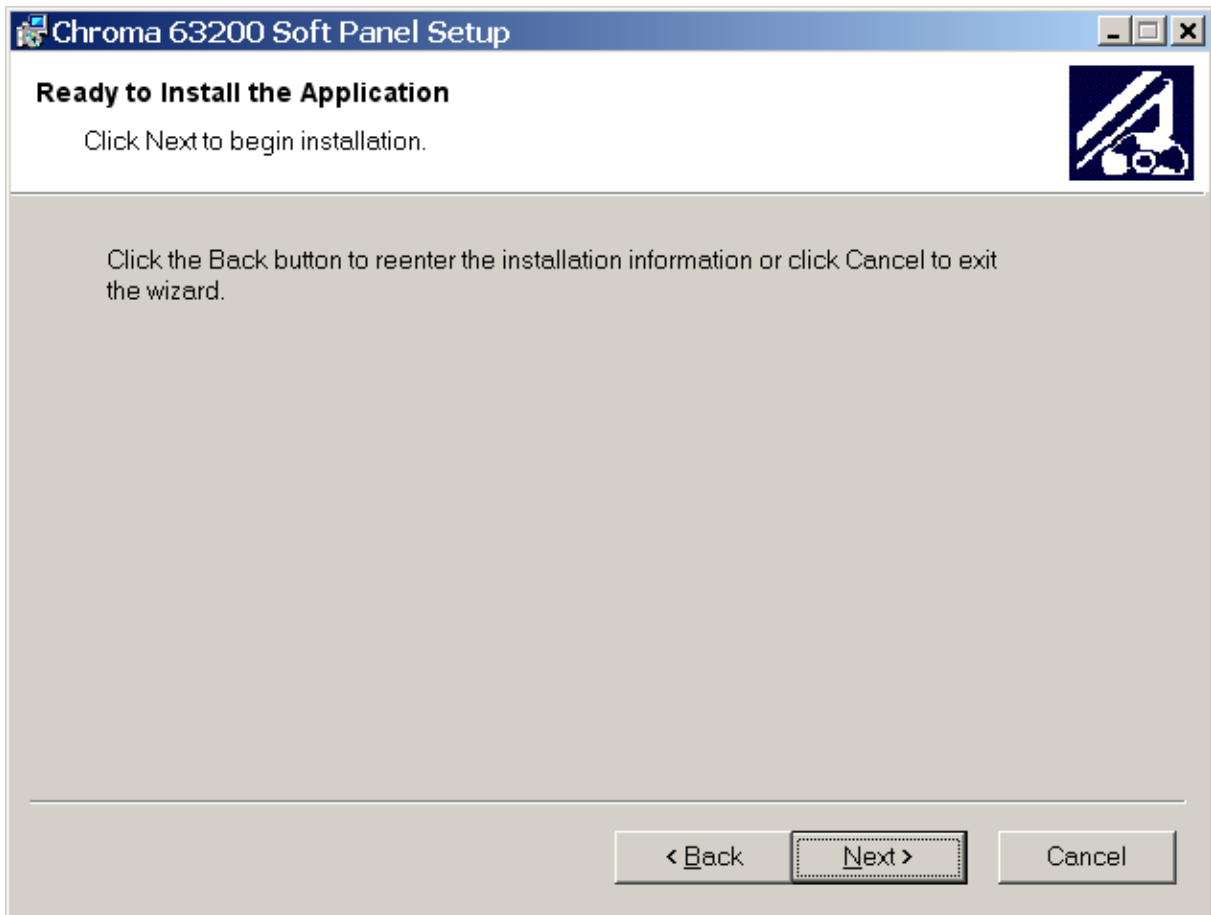 Chroma 63200 Soft Panel Setup
Ready to Install the Application
Click Next to begin installation.
Click the Back button to reenter the installation information or click Cancel to exit
the wizard.
< Back Next > Cancel